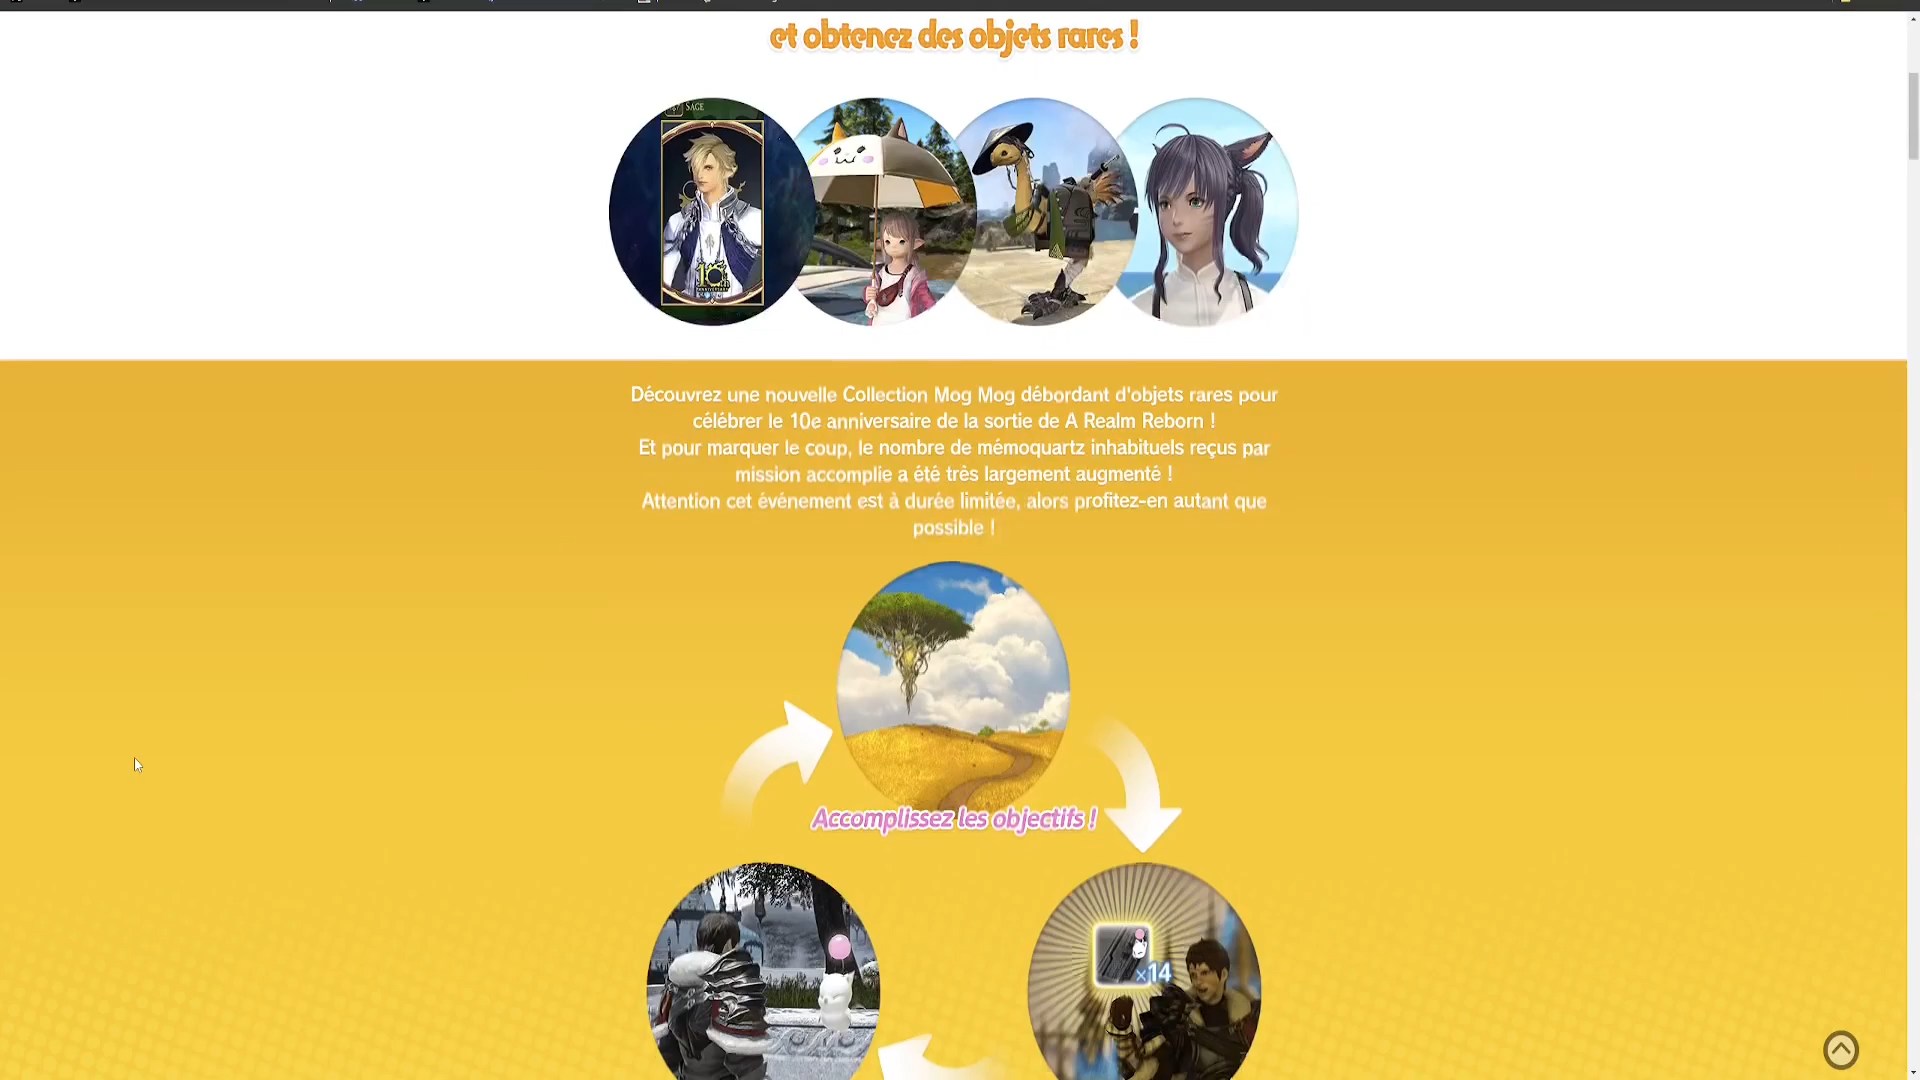 et obtenez des objets rares !
SAGE
10th
ANNIVERSARY
Découvrez une nouvelle Collection Mog Mog débordant d'objets rares pour
célébrer le 10e anniversaire de la sortie de A Realm Reborn !
Et pour marquer le coup, le nombre de mémoquartz inhabituels reçus par
mission accomplie a été très largement augmenté !
Attention cet événement est à durée limitée, alors profitez-en autant que
possible !
Accomplissez les objectifs !
×14